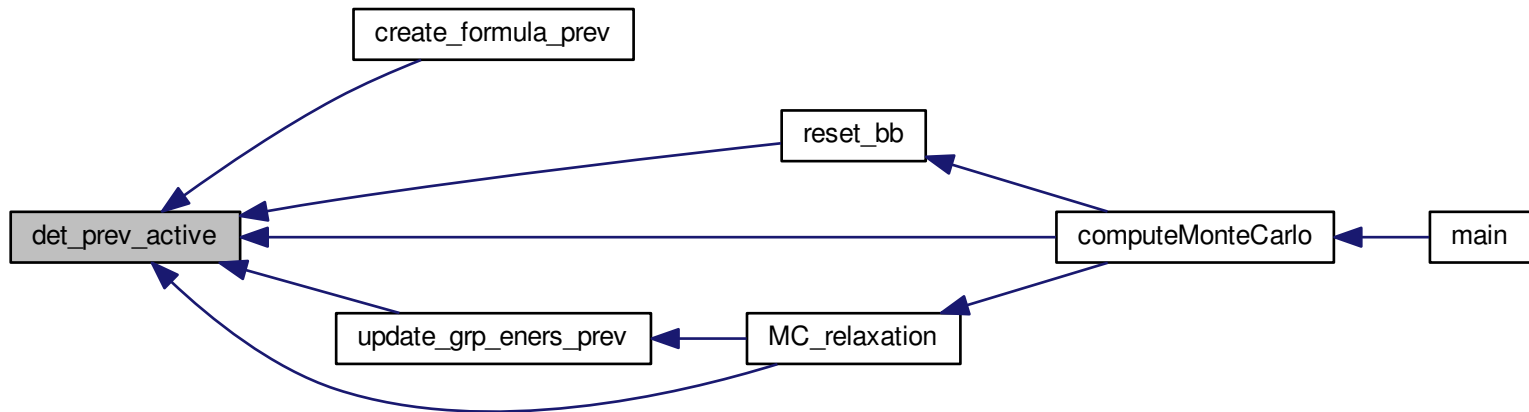 create_formula_prev
reset_bb
det_prev_active
computeMonteCarlo
main
update_grp_eners_prev
MC_relaxation